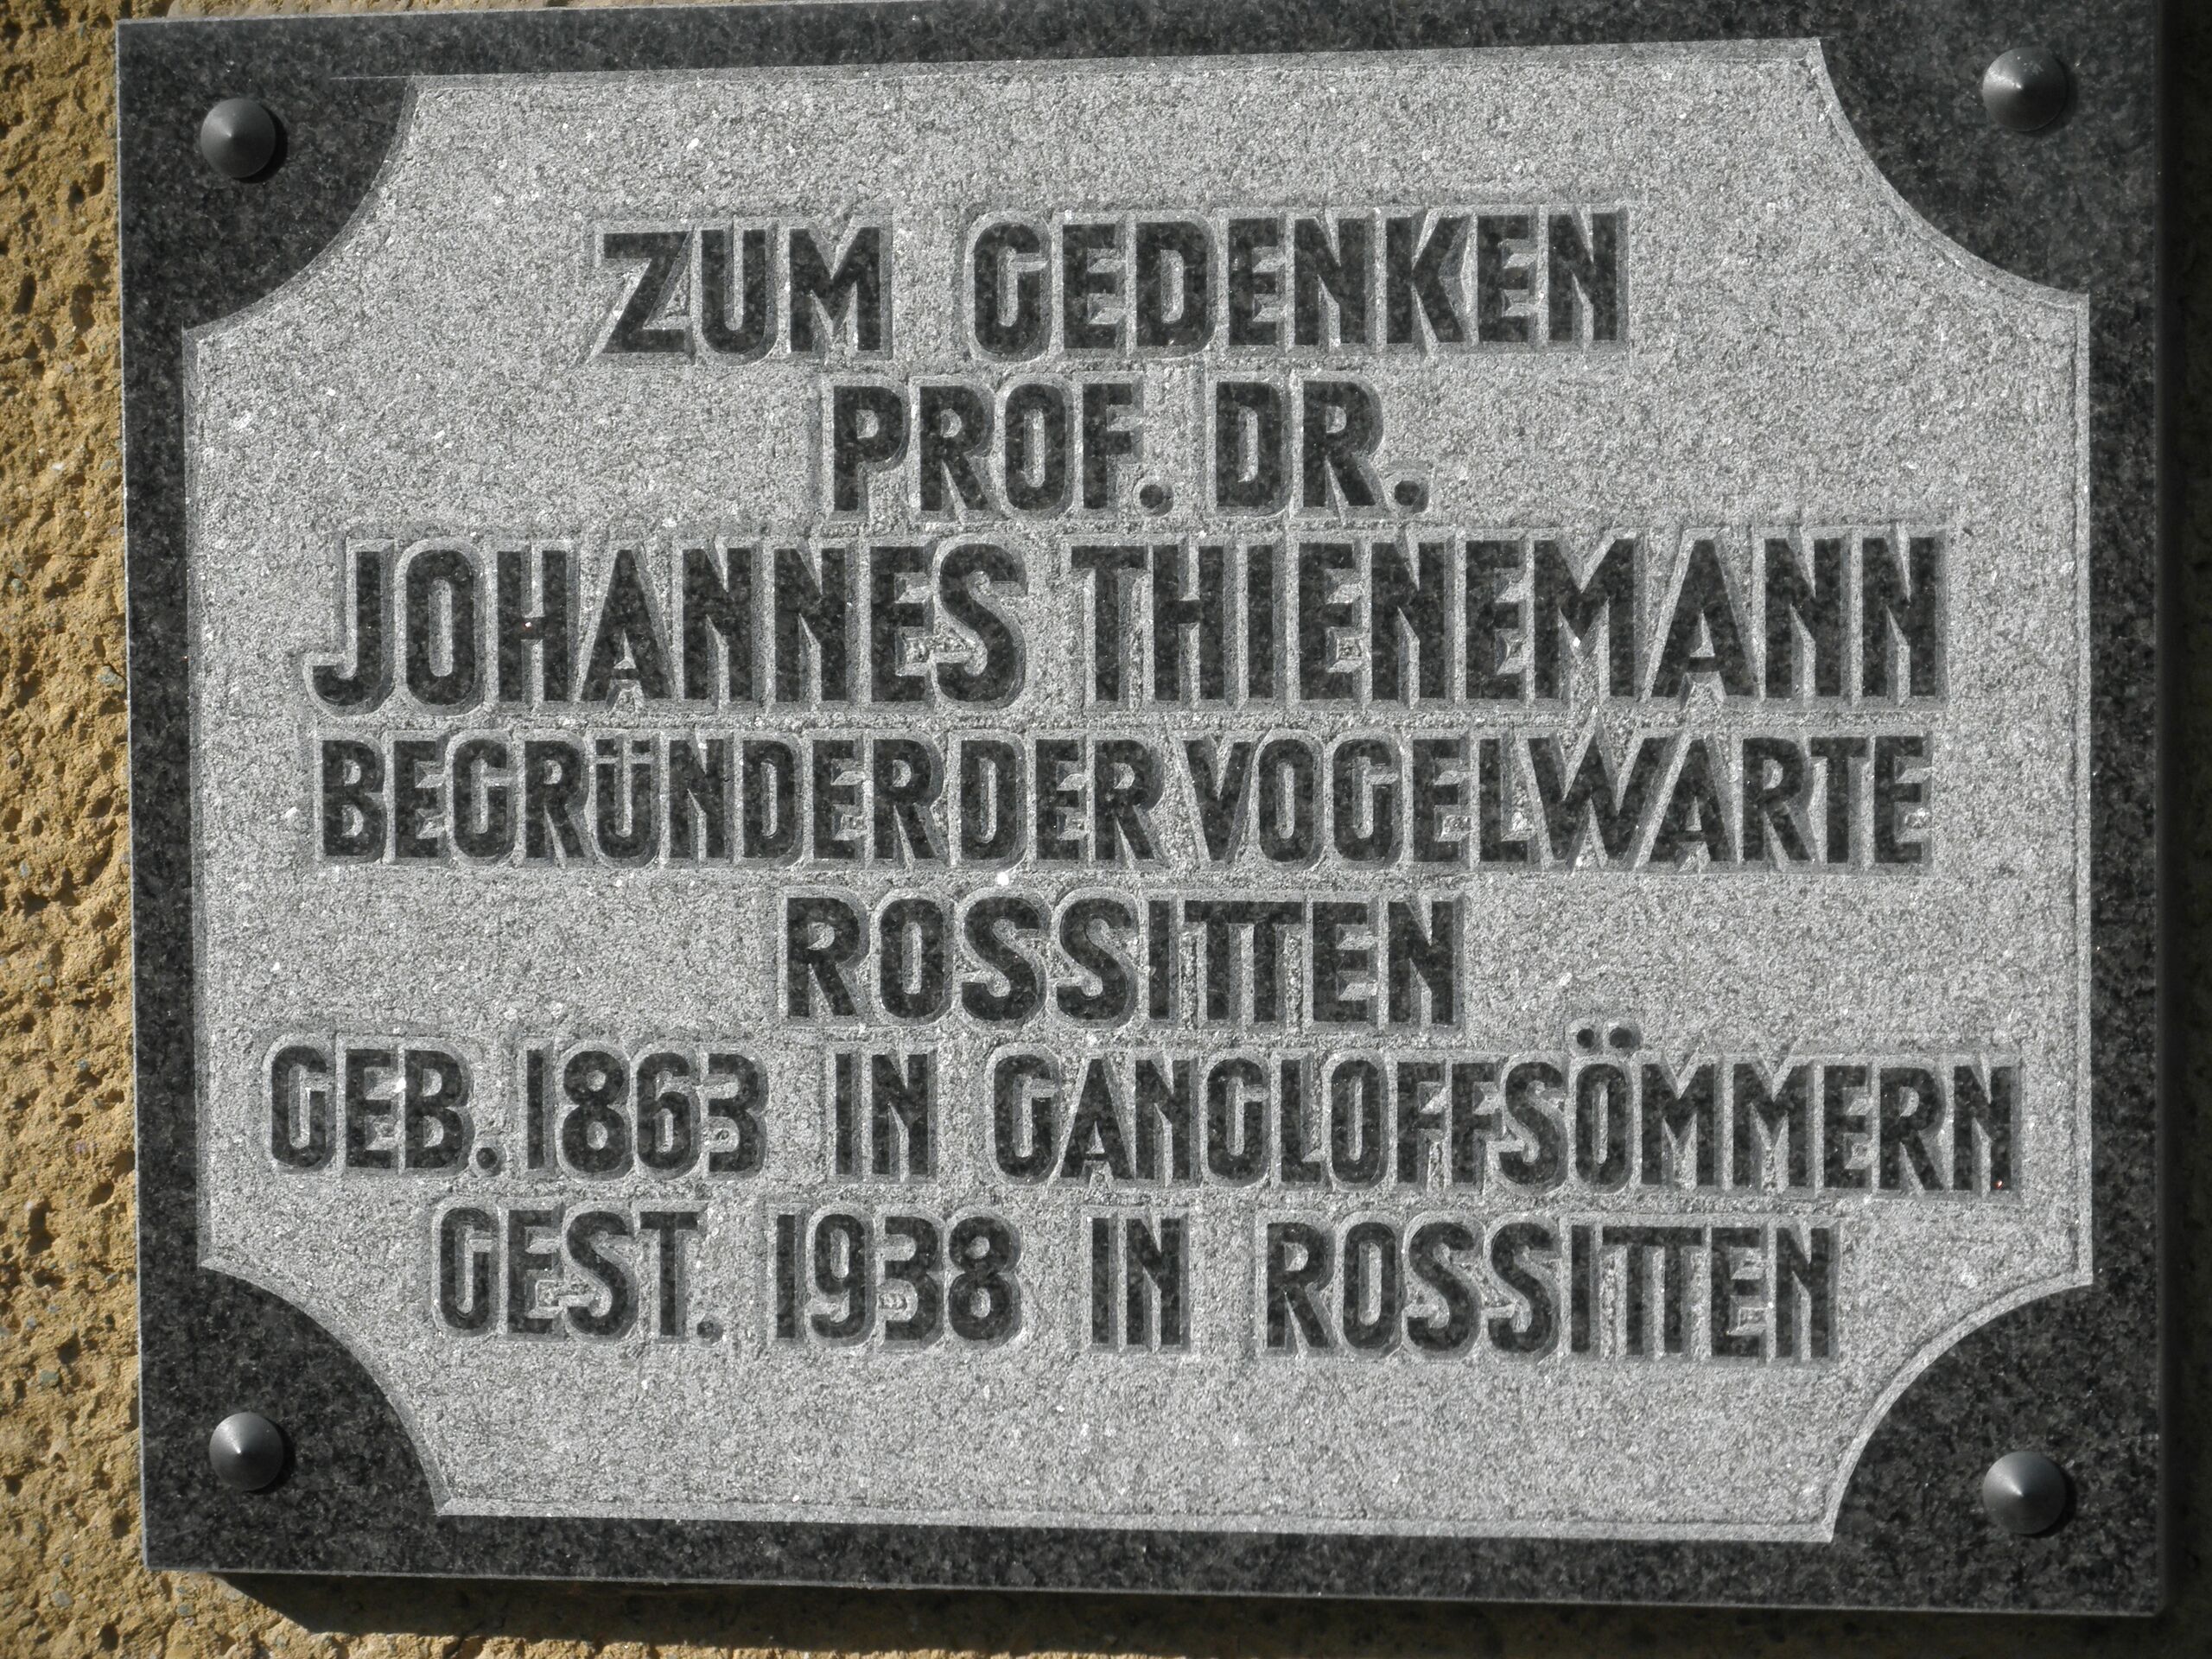 ZUM GEDENKEN
PROF. DR.
JOHANNES THIENEMANN
BEGRÜNDER DER VOGELWARTE
ROSSITTEN
GEB. 1863 IN GANGLOFFSÖMMERN
GEST. 1938 IN ROSSITTEN